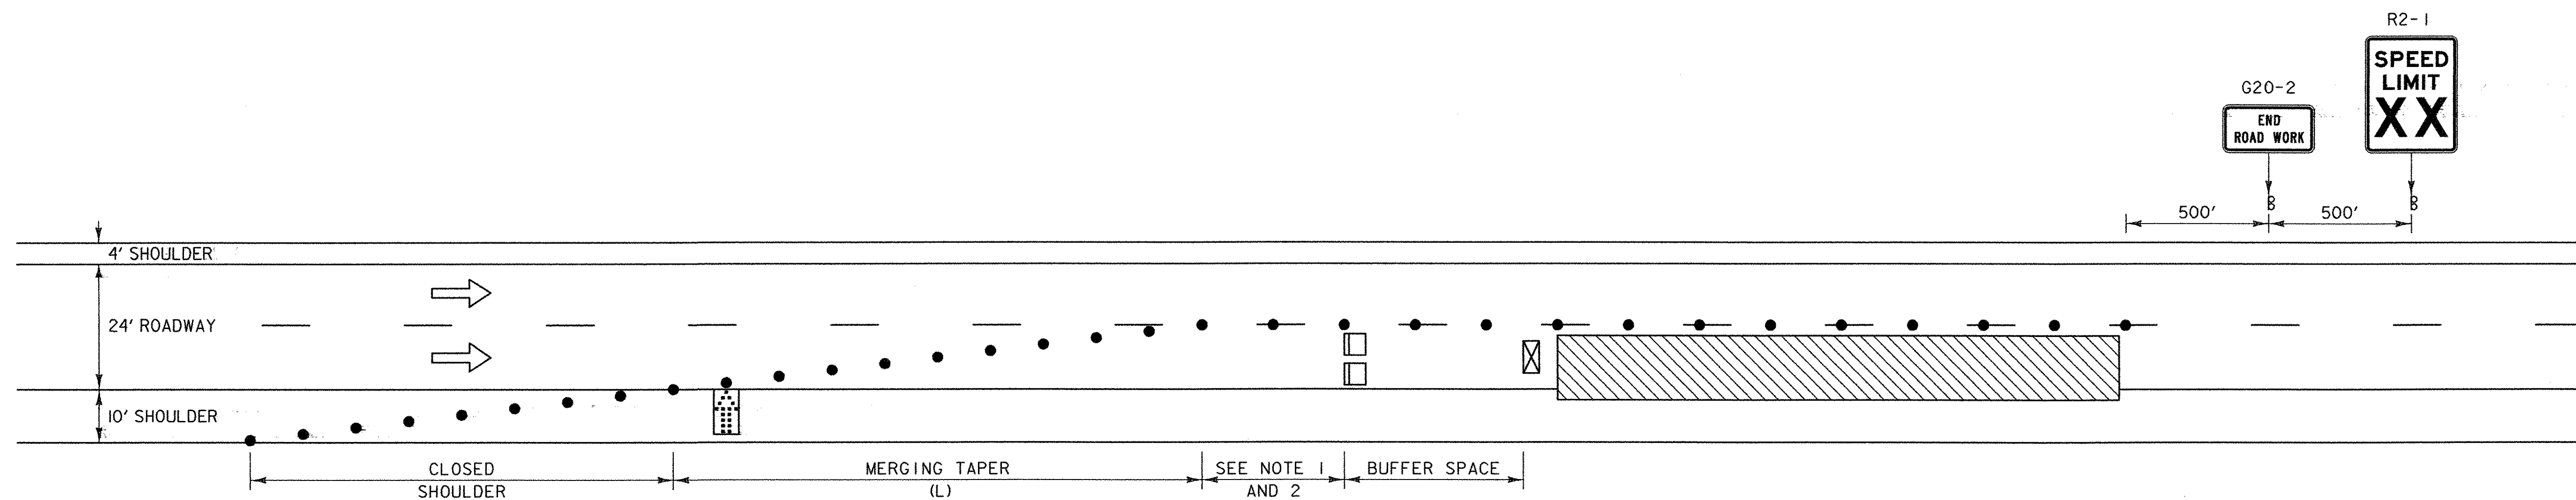 R2-1
SPEED
LIMIT
XX
G20-2
END
ROAD WORK
500'
500'
4' SHOULDER
24' ROADWAY
10' SHOULDER
CLOSED
SHOULDER
MERGING TAPER
(L)
SEE NOTE 1
AND 2
BUFFER SPACE